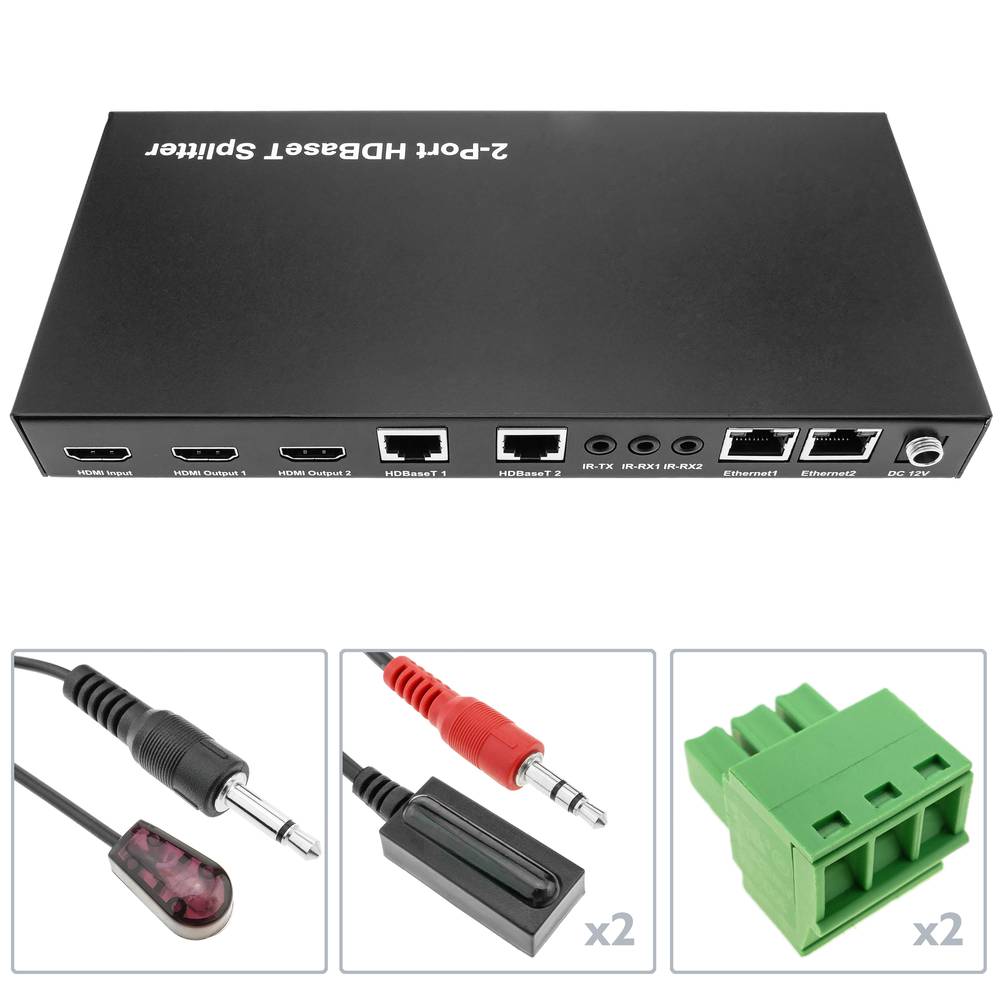 2-Port HDBaseT Splitter
HDMI Input
HDMI Output 1
HDMI Output 2
HDBaseT 1
HDBaseT 2
IR-TX
IR-RX1
IR-RX2
Ethernet1
Ethernet2
DC 12V
x2
x2